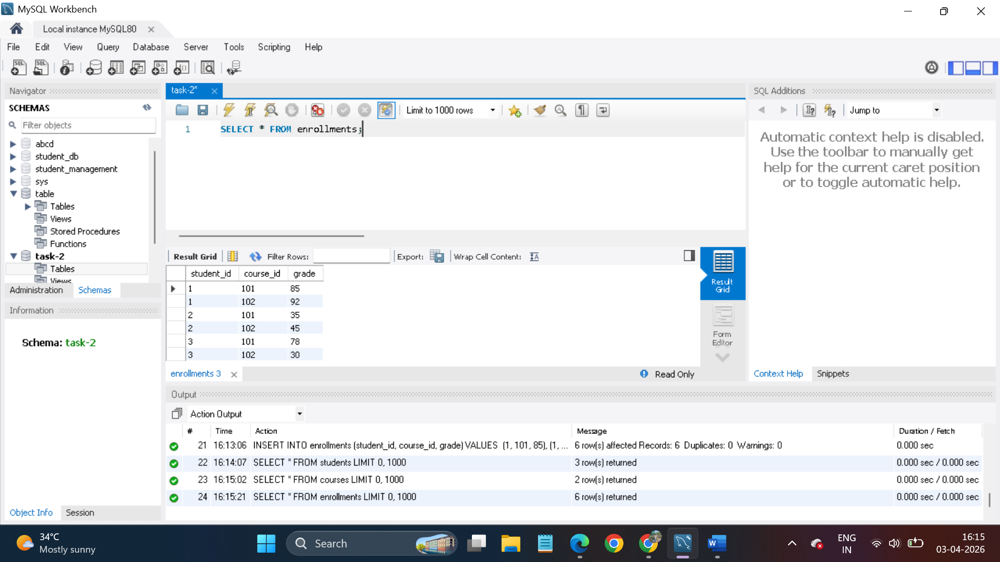 MySQL Workbench
Local instance MySQL80
File Edit View Query Database Server Tools Scripting Help
Navigator
SCHEMAS
Filter objects
abcd
student_db
student_management
sys
table
Tables
Views
Stored Procedures
Functions
task-2
Tables
Views
Administration Schemas
Information
Schema: task-2
Object Info Session
task-2*
Limit to 1000 rows
1 SELECT * FROM enrollments;
Result Grid Filter Rows: Export: Wrap Cell Content:
student_id course_id grade
1 101 85
1 102 92
2 101 35
2 102 45
3 101 78
3 102 30
Result
Grid
Form
Editor
enrollments 3
Read Only
SQL Additions
Jump to
Automatic context help is disabled.
Use the toolbar to manually get
help for the current caret position
or to toggle automatic help.
Context Help Snippets
Output
Action Output
# Time Action Message Duration / Fetch
21 16:13:06 INSERT INTO enrollments (student_id, course_id, grade) VALUES (1, 101, 85), (1, ... 6 row(s) affected Records: 6 Duplicates: 0 Warnings: 0 0.000 sec
22 16:14:07 SELECT * FROM students LIMIT 0, 1000 3 row(s) returned 0.000 sec / 0.000 sec
23 16:15:02 SELECT * FROM courses LIMIT 0, 1000 2 row(s) returned 0.000 sec / 0.000 sec
24 16:15:21 SELECT * FROM enrollments LIMIT 0, 1000 6 row(s) returned 0.000 sec / 0.000 sec
34°C
Mostly sunny
Search
ENG
IN
16:15
03-04-2026